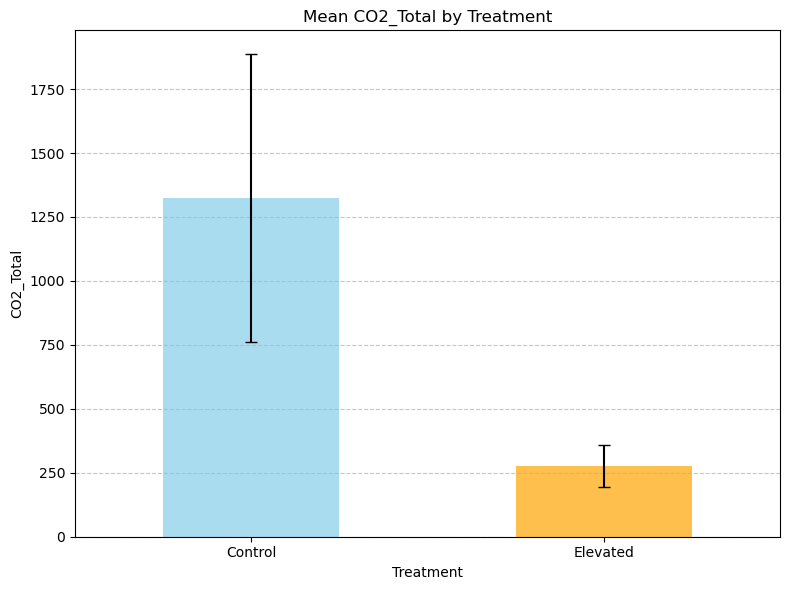 Mean CO2_Total by Treatment
CO2_Total
1750
1500
1250
1000
750
500
250
0
Control
Elevated
Treatment